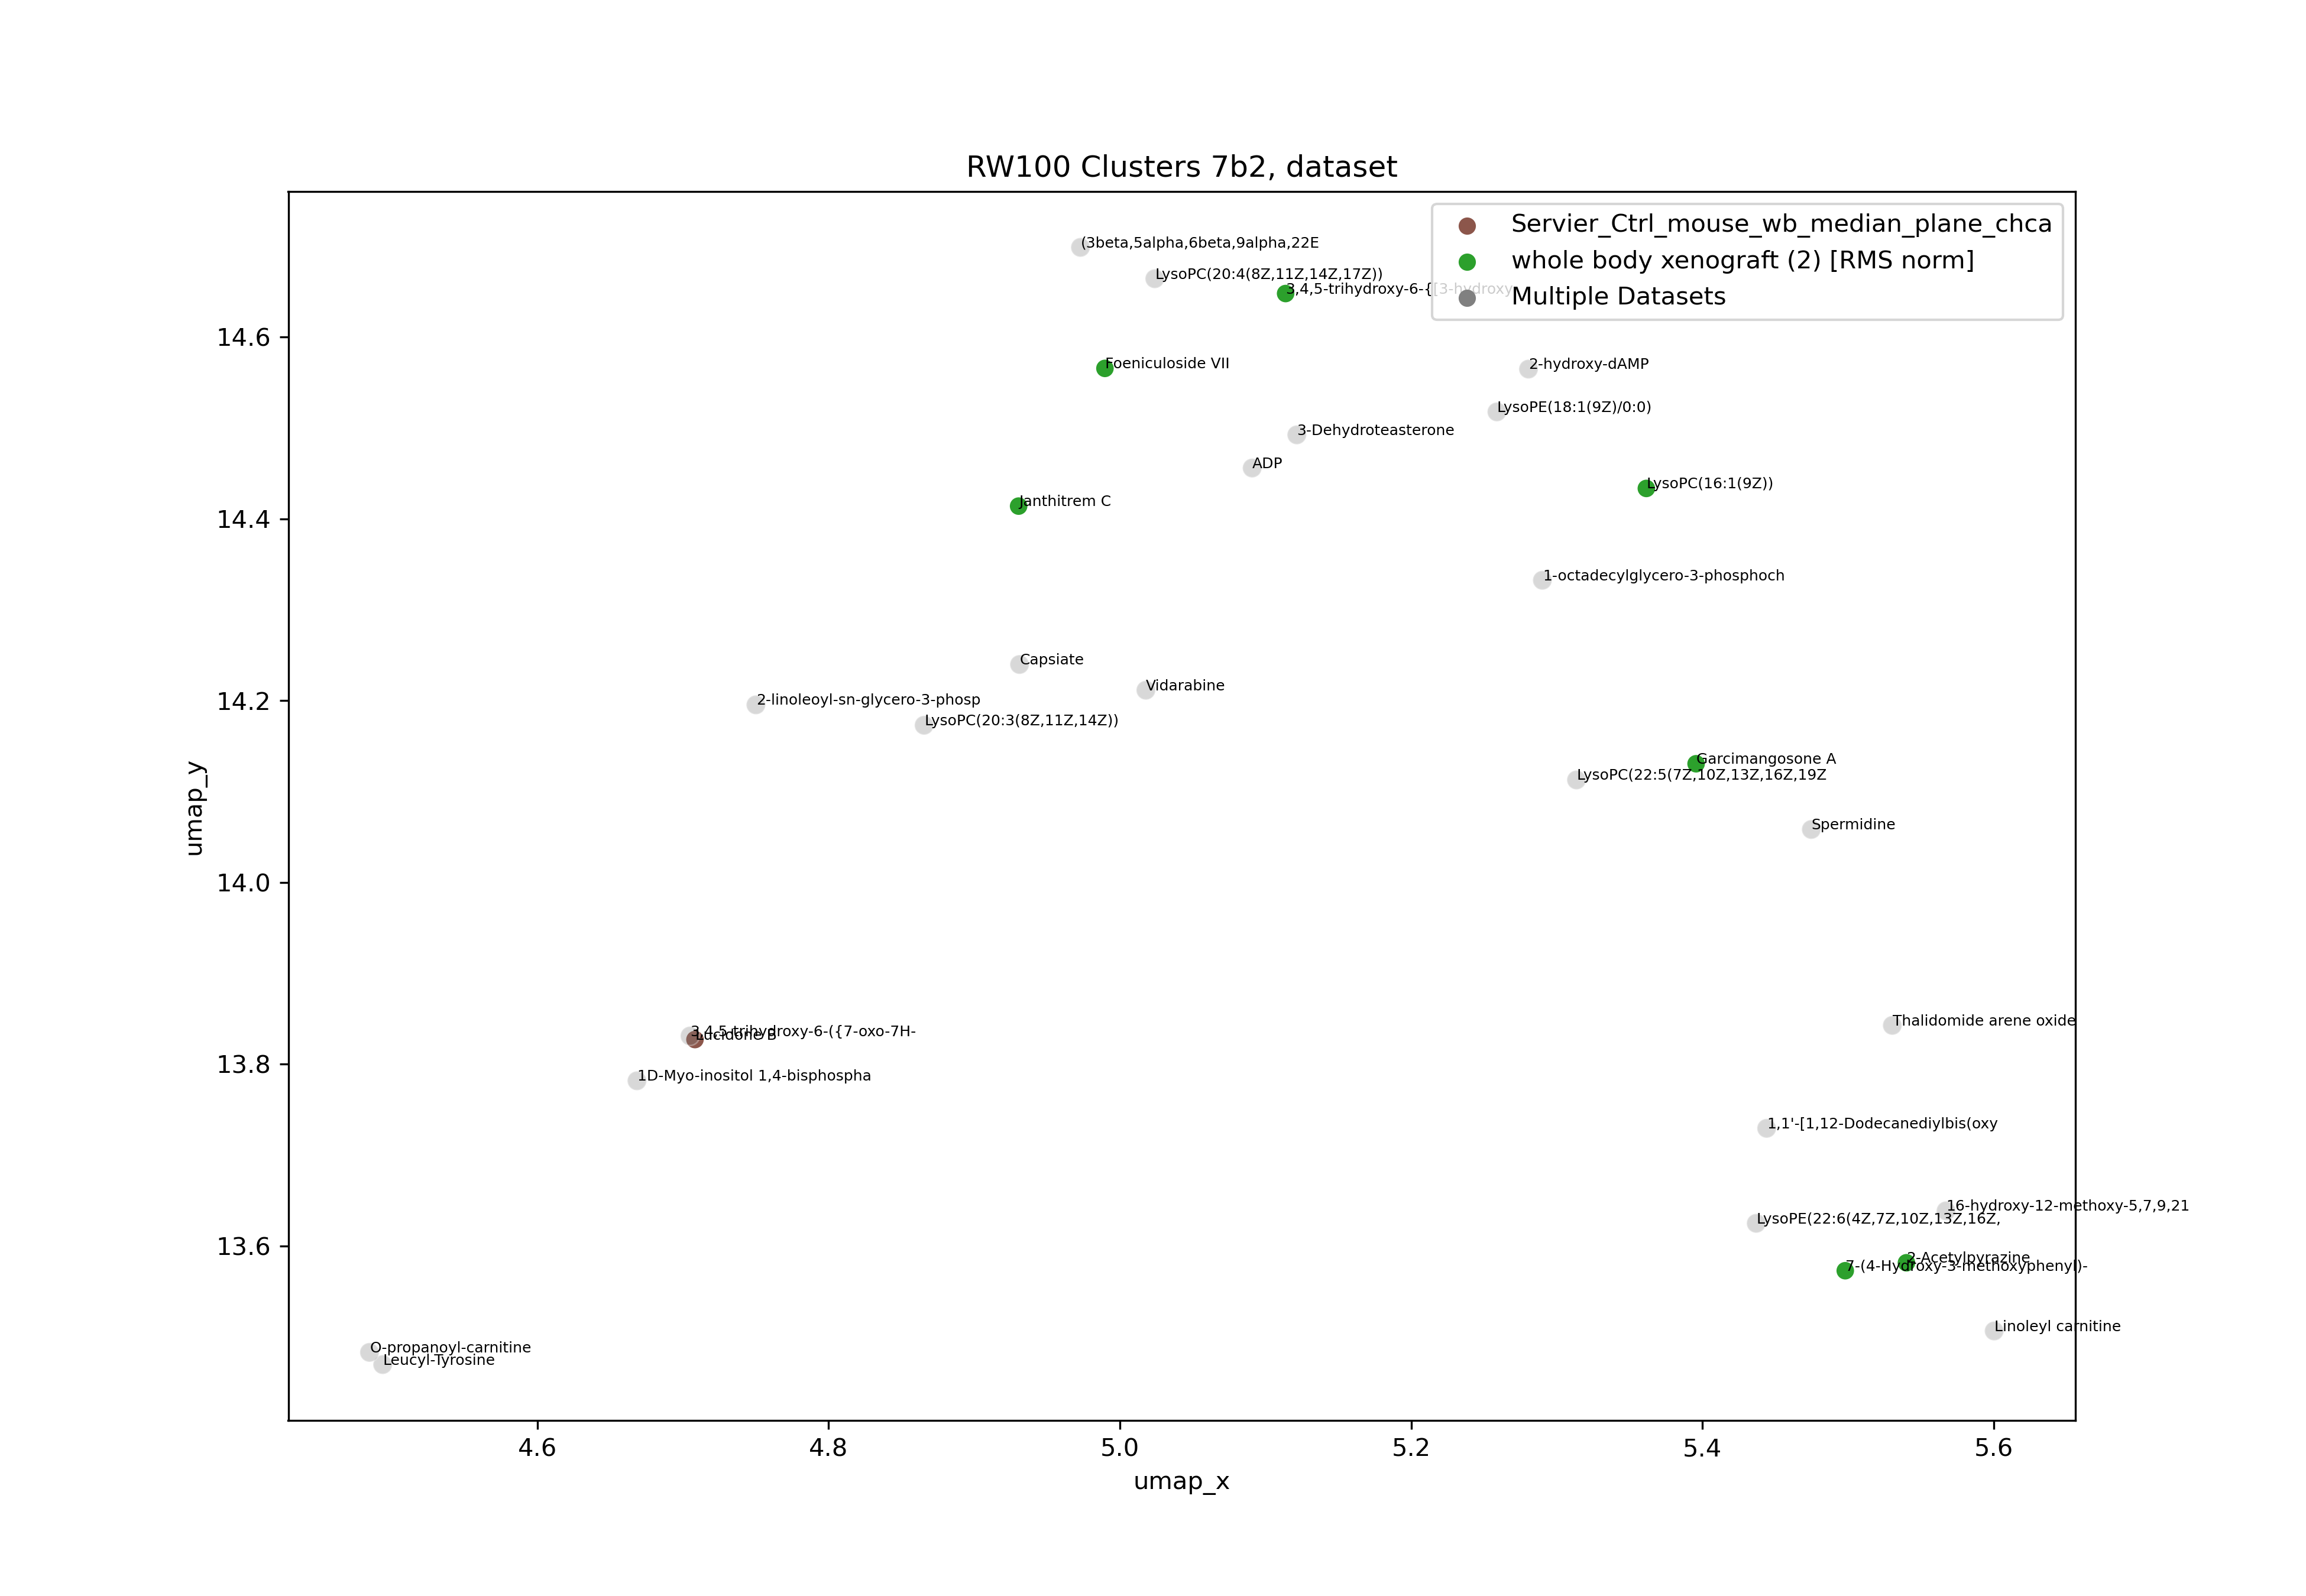 RW100 Clusters 7b2, dataset
Servier_Ctrl_mouse_wb_median_plane_chca
whole body xenograft (2) [RMS norm]
Multiple Datasets
(3beta,5alpha,6beta,9alpha,22E
LysoPC(20:4(8Z,11Z,14Z,17Z))
3,4,5-trihydroxy-6-{[3-hydroxy
Foeniculoside VII
2-hydroxy-dAMP
LysoPE(18:1(9Z)/0:0)
3-Dehydroteasterone
ADP
LysoPC(16:1(9Z))
Janthitrem C
1-octadecylglycero-3-phosphoch
Capsiate
Vidarabine
2-linoleoyl-sn-glycero-3-phosp
LysoPC(20:3(8Z,11Z,14Z))
Garcimangosone A
LysoPC(22:5(7Z,10Z,13Z,16Z,19Z
Spermidine
Thalidomide arene oxide
3,4,5-trihydroxy-6-({7-oxo-7H-
Lucidone B
1D-Myo-inositol 1,4-bisphospha
1,1'-[1,12-Dodecanediylbis(oxy
16-hydroxy-12-methoxy-5,7,9,21
LysoPE(22:6(4Z,7Z,10Z,13Z,16Z,
2-Acetylpyrazine
7-(4-Hydroxy-3-methoxyphenyl)-
Linoleyl carnitine
O-propanoyl-carnitine
Leucyl-Tyrosine
14.6
14.4
14.2
14.0
13.8
13.6
umap_y
4.6 4.8 5.0 5.2 5.4 5.6
umap_x